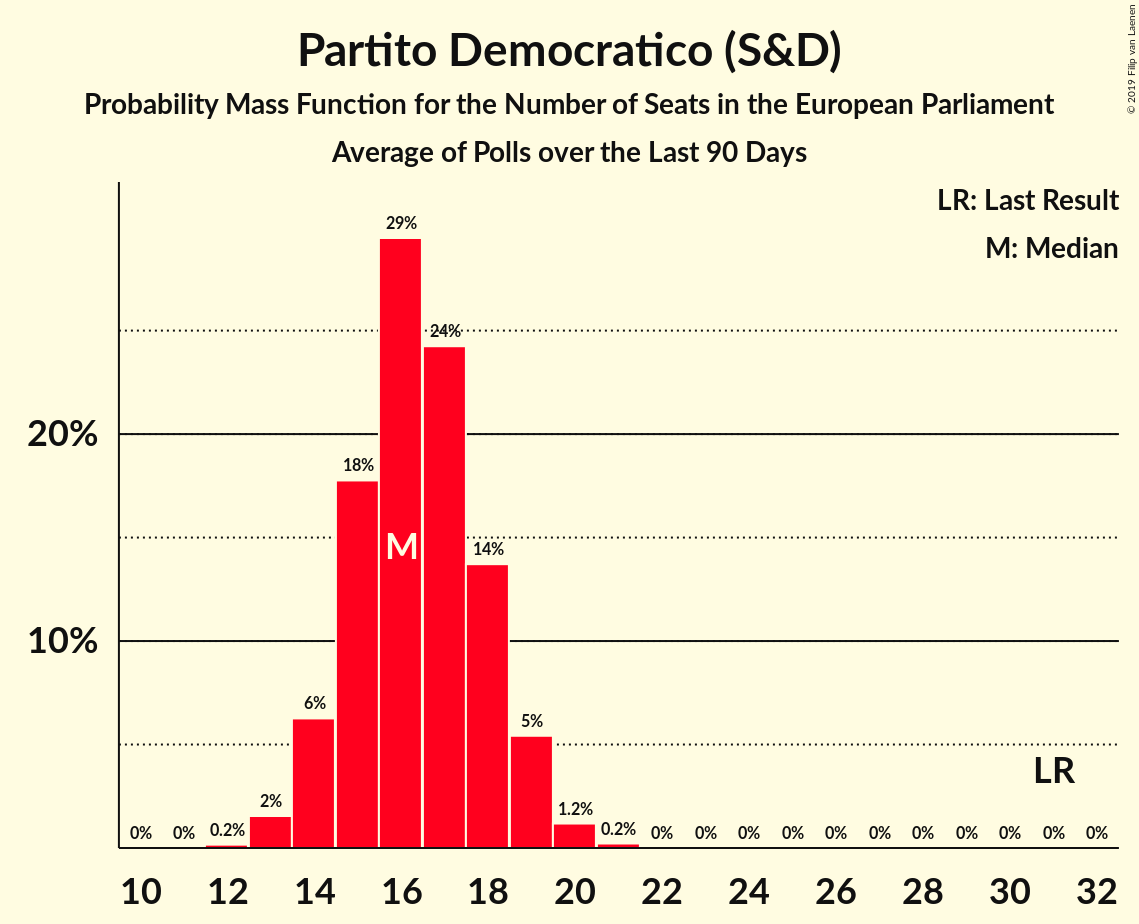 Partito Democratico (S&D)
Probability Mass Function for the Number of Seats in the European Parliament
Average of Polls over the Last 90 Days
© 2019 Filip van Laenen
LR: Last Result
M: Median
29%
24%
20%
18%
M
14%
10%
6%
5%
LR
2%
1.2%
0% 0% 0.2% 0.2% 0% 0% 0% 0% 0% 0% 0% 0% 0% 0% 0%
10 12 14 16 18 20 22 24 26 28 30 32